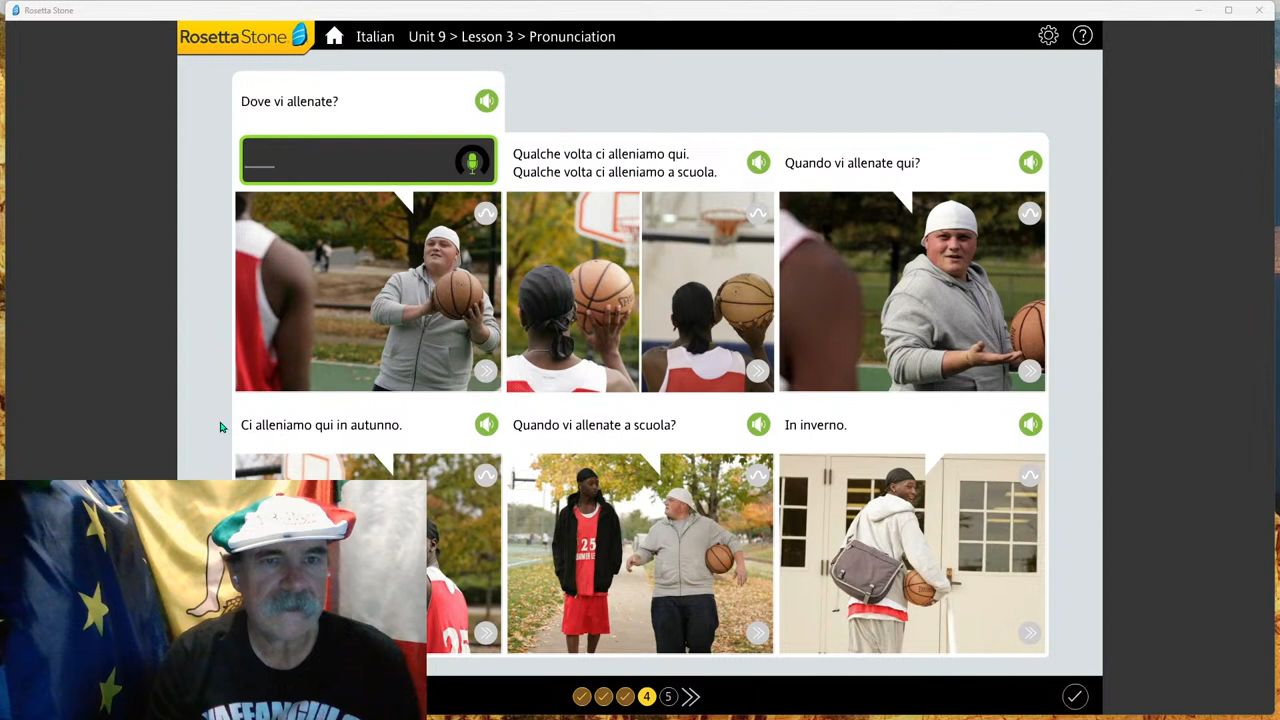 Rosetta Stone
RosettaStone
Italian Unit 9 > Lesson 3 > Pronunciation
Dove vi allenate?
Qualche volta ci alleniamo qui.
Qualche volta ci alleniamo a scuola.
Quando vi allenate qui?
Ci alleniamo qui in autunno.
Quando vi allenate a scuola?
In inverno.
25
4 5